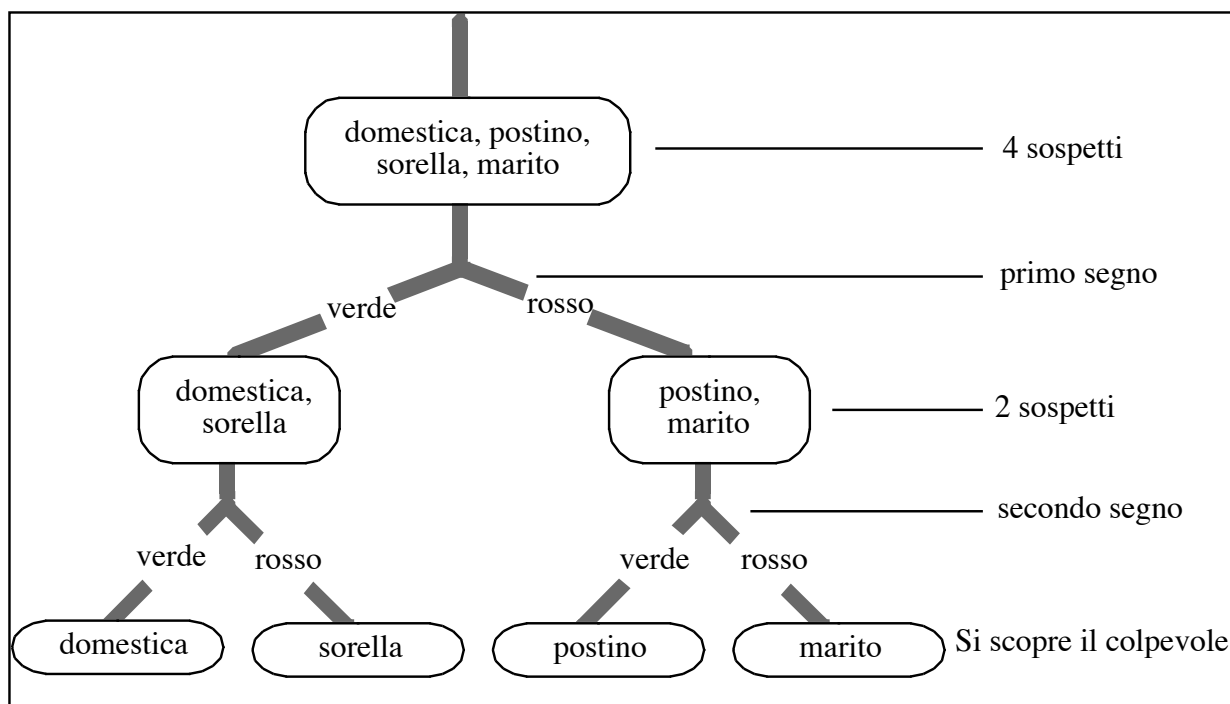 domestica, postino,
sorella, marito
4 sospetti
primo segno
verde
rosso
domestica,
sorella
postino,
marito
2 sospetti
secondo segno
verde
rosso
verde
rosso
domestica
sorella
postino
marito
Si scopre il colpevole